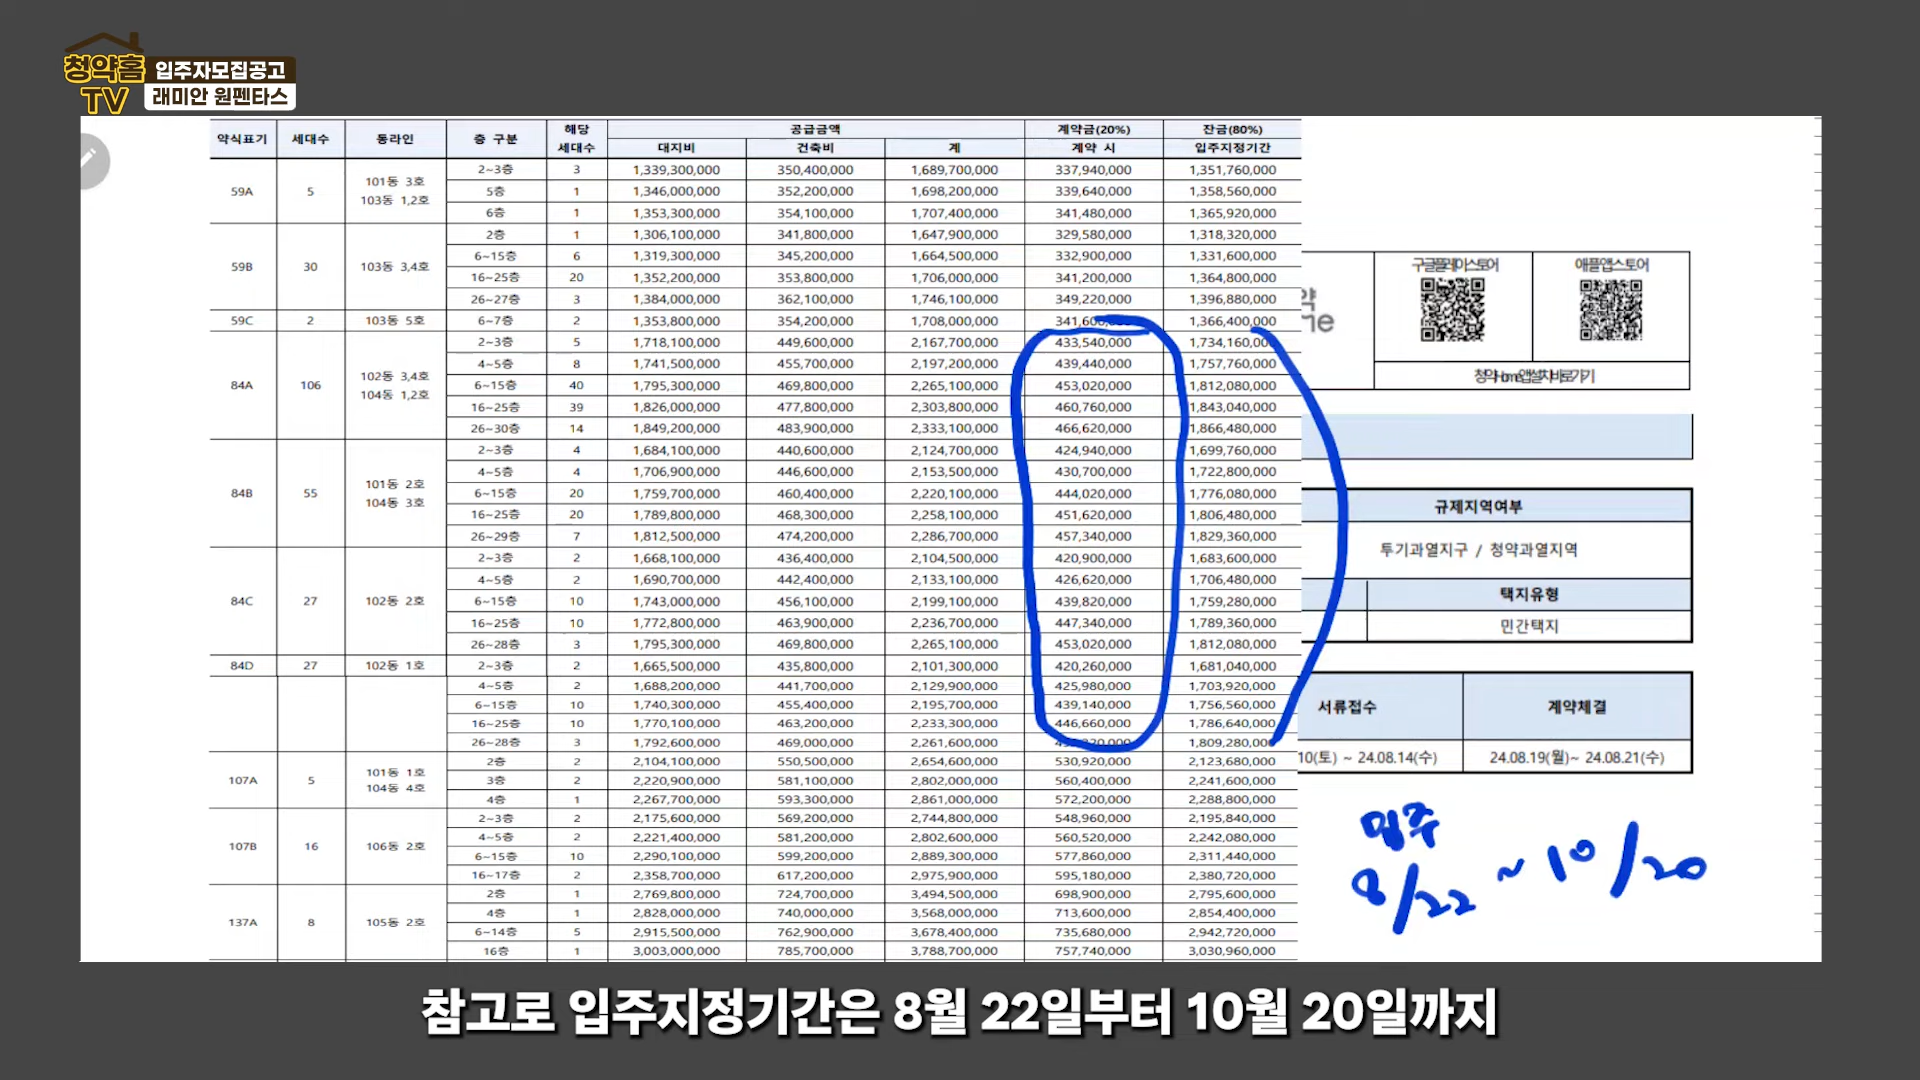 청약홈 TV
입주자모집공고
래미안 원펜타스
약식표기 세대수 동라인 층 구분 해당 세대수 공급금액 계약금(20%) 잔금(80%)
대지비 건축비 계 계약 시 입주지정기간
59A 5 101동 3호 103동 1,2호 2~3층 3 1,339,300,000 350,400,000 1,689,700,000 337,940,000 1,351,760,000
5층 1 1,346,000,000 352,200,000 1,698,200,000 339,640,000 1,358,560,000
6층 1 1,353,300,000 354,100,000 1,707,400,000 341,480,000 1,365,920,000
59B 30 103동 3,4호 2층 1 1,306,100,000 341,800,000 1,647,900,000 329,580,000 1,318,320,000
6~15층 6 1,319,300,000 345,200,000 1,664,500,000 332,900,000 1,331,600,000
16~25층 20 1,352,200,000 353,800,000 1,706,000,000 341,200,000 1,364,800,000
26~27층 3 1,384,000,000 362,100,000 1,746,100,000 349,220,000 1,396,880,000
59C 2 103동 5호 6~7층 2 1,353,800,000 354,200,000 1,708,000,000 1,366,400,000
84A 106 102동 3,4호 104동 1,2호 2~3층 5 1,718,100,000 449,600,000 2,167,700,000 433,540,000 1,734,160,000
4~5층 8 1,741,500,000 455,700,000 2,197,200,000 439,440,000 1,757,760,000
6~15층 40 1,795,300,000 469,800,000 2,265,100,000 453,020,000 1,812,080,000
16~25층 39 1,826,000,000 477,800,000 2,303,800,000 460,760,000 1,843,040,000
26~30층 14 1,849,200,000 483,900,000 2,333,100,000 466,620,000 1,866,480,000
84B 55 101동 2호 104동 3호 2~3층 4 1,684,100,000 440,600,000 2,124,700,000 424,940,000 1,699,760,000
4~5층 4 1,706,900,000 446,600,000 2,153,500,000 430,700,000 1,722,800,000
6~15층 20 1,759,700,000 460,400,000 2,220,100,000 444,020,000 1,776,080,000
16~25층 20 1,789,800,000 468,300,000 2,258,100,000 451,620,000 1,806,480,000
26~29층 7 1,812,500,000 474,200,000 2,286,700,000 457,340,000 1,829,360,000
84C 27 102동 2호 2~3층 2 1,668,100,000 436,400,000 2,104,500,000 420,900,000 1,683,600,000
4~5층 2 1,690,700,000 442,400,000 2,133,100,000 426,620,000 1,706,480,000
6~15층 10 1,743,000,000 456,100,000 2,199,100,000 439,820,000 1,759,280,000
16~25층 10 1,772,800,000 463,900,000 2,236,700,000 447,340,000 1,789,360,000
26~28층 3 1,795,300,000 469,800,000 2,265,100,000 453,020,000 1,812,080,000
84D 27 102동 1호 2~3층 2 1,665,500,000 435,800,000 2,101,300,000 420,260,000 1,681,040,000
4~5층 2 1,688,200,000 441,700,000 2,129,900,000 425,980,000 1,703,920,000
6~15층 10 1,740,300,000 455,400,000 2,195,700,000 439,140,000 1,756,560,000
16~25층 10 1,770,100,000 463,200,000 2,233,300,000 446,660,000 1,786,640,000
26~28층 3 1,792,600,000 469,000,000 2,261,600,000 1,809,280,000
107A 5 101동 1호 104동 4호 2층 2 2,104,100,000 550,500,000 2,654,600,000 530,920,000 2,123,680,000
3층 2 2,220,900,000 581,100,000 2,802,000,000 560,400,000 2,241,600,000
4층 1 2,267,700,000 593,300,000 2,861,000,000 572,200,000 2,288,800,000
107B 16 106동 2호 2~3층 2 2,175,600,000 569,200,000 2,744,800,000 548,960,000 2,195,840,000
4~5층 2 2,221,400,000 581,200,000 2,802,600,000 560,520,000 2,242,080,000
6~15층 10 2,290,100,000 599,200,000 2,889,300,000 577,860,000 2,311,440,000
16~17층 2 2,358,700,000 617,200,000 2,975,900,000 595,180,000 2,380,720,000
137A 8 105동 2호 2층 1 2,769,800,000 724,700,000 3,494,500,000 698,900,000 2,795,600,000
4층 1 2,828,000,000 740,000,000 3,568,000,000 713,600,000 2,854,400,000
6~14층 5 2,915,500,000 762,900,000 3,678,400,000 735,680,000 2,942,720,000
16층 1 3,003,000,000 785,700,000 3,788,700,000 757,740,000 3,030,960,000
구글플레이스토어 애플앱스토어
청약Home앱설치바로가기
규제지역여부
투기과열지구 / 청약과열지역
택지유형
민간택지
서류접수 계약체결
10(토) ~ 24.08.14(수) 24.08.19(월)~ 24.08.21(수)
입주
8/22 ~ 10/20
참고로 입주지정기간은 8월 22일부터 10월 20일까지